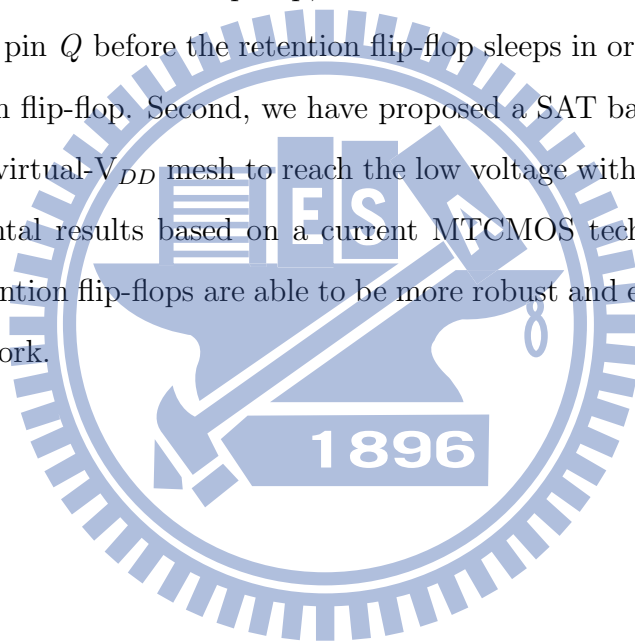 pin Q before the retention flip-flop sleeps in or
flip-flop. Second, we have proposed a SAT ba
virtual-V_DD mesh to reach the low voltage with
ntal results based on a current MTCMOS tech
ention flip-flops are able to be more robust and e
ork.
E S
1896